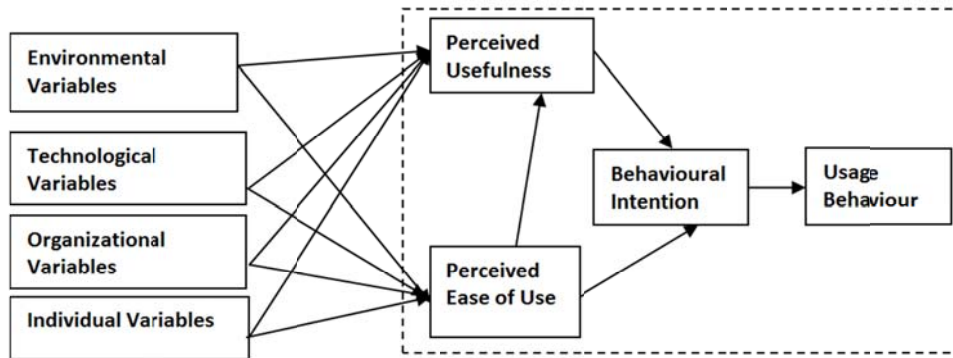 Environmental
Variables
Technological
Variables
Organizational
Variables
Individual Variables
Perceived
Usefulness
Perceived
Ease of Use
Behavioural
Intention
Usage
Behaviour